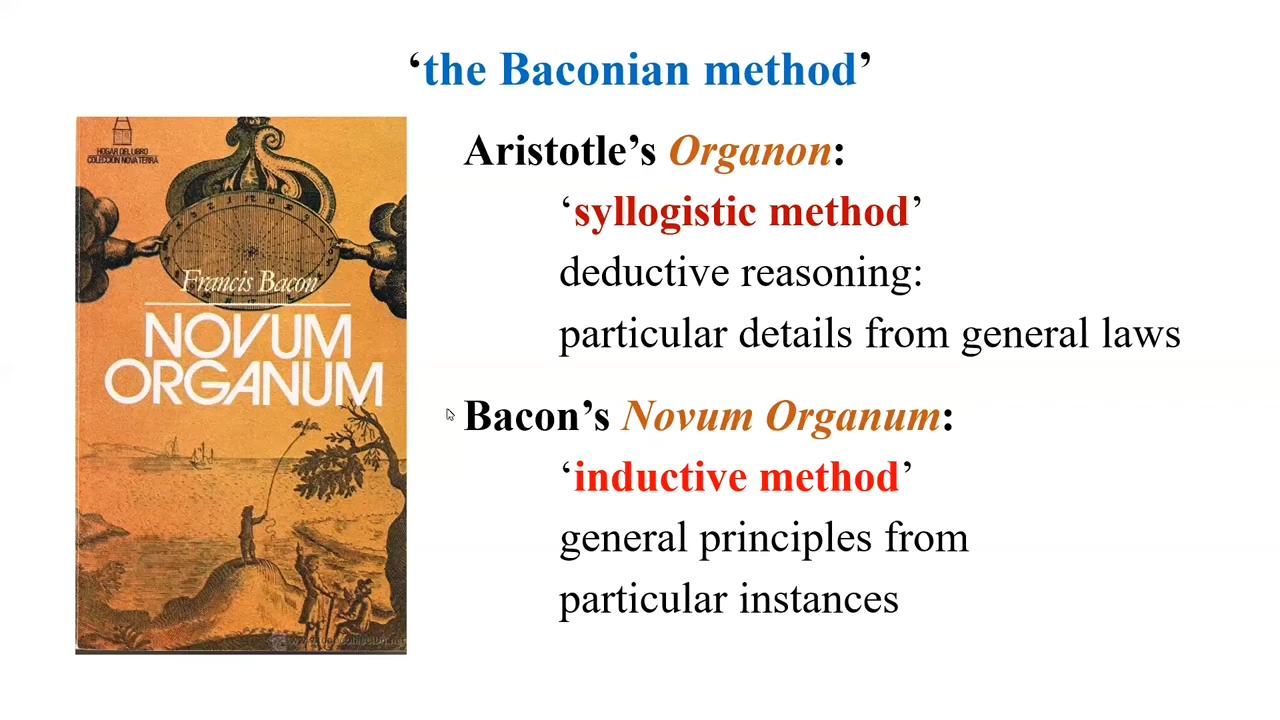 ‘the Baconian method’
HOGAR DEL LIBRO
COLECCION NOVA TERRA
Francis Bacon
NOVUM
ORGANUM
Aristotle’s Organon:
‘syllogistic method’
deductive reasoning:
particular details from general laws
Bacon’s Novum Organum:
‘inductive method’
general principles from
particular instances